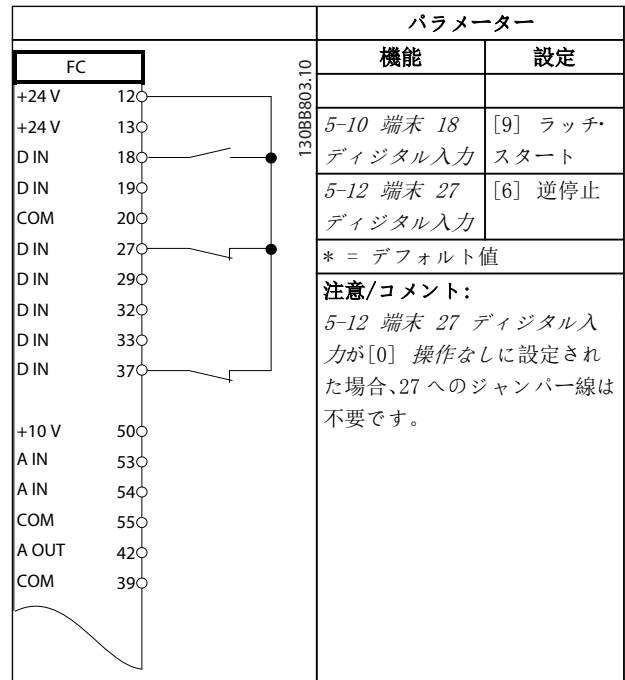 パラメーター
機能 設定
FC
+24 V 12
+24 V 13
D IN 18
D IN 19
COM 20
D IN 27
D IN 29
D IN 32
D IN 33
D IN 37
+10 V 50
A IN 53
A IN 54
COM 55
A OUT 42
COM 39
130BB803.10
5-10 端末 18 [9] ラッチ・
ディジタル入力 スタート
5-12 端末 27 [6] 逆停止
ディジタル入力
* = デフォルト値
注意/コメント:
5-12 端末 27 ディジタル入
力が[0] 操作なしに設定され
た場合、27 へのジャンパー線は
不要です。